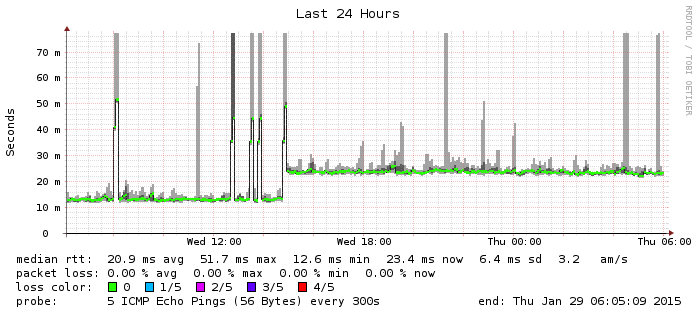 Last 24 Hours
RRDTOOL / TOBI OETIKER
Seconds
70 m
60 m
50 m
40 m
30 m
20 m
10 m
0
Wed 12:00 Wed 18:00 Thu 00:00 Thu 06:00
median rtt: 20.9 ms avg 51.7 ms max 12.6 ms min 23.4 ms now 6.4 ms sd 3.2 am/s
packet loss: 0.00 % avg 0.00 % max 0.00 % min 0.00 % now
loss color: 0 1/5 2/5 3/5 4/5
probe: 5 ICMP Echo Pings (56 Bytes) every 300s end: Thu Jan 29 06:05:09 2015